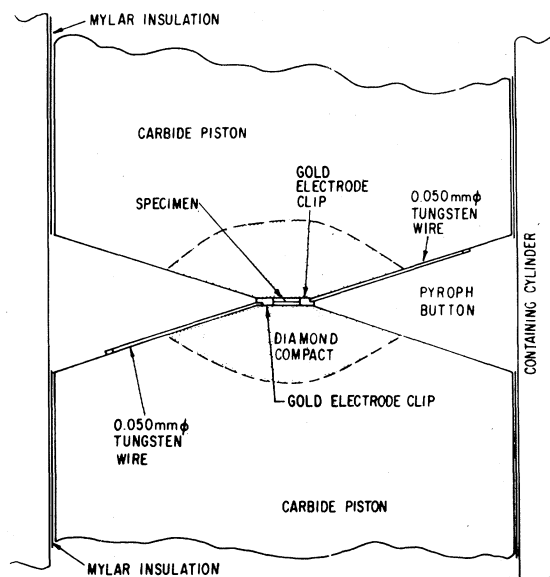 MYLAR INSULATION
CARBIDE PISTON
GOLD
ELECTRODE
CLIP
SPECIMEN
0.050mmϕ
TUNGSTEN
WIRE
PYROPH
BUTTON
CONTAINING CYLINDER
DIAMOND
COMPACT
GOLD ELECTRODE CLIP
0.050mmϕ
TUNGSTEN
WIRE
CARBIDE PISTON
MYLAR INSULATION